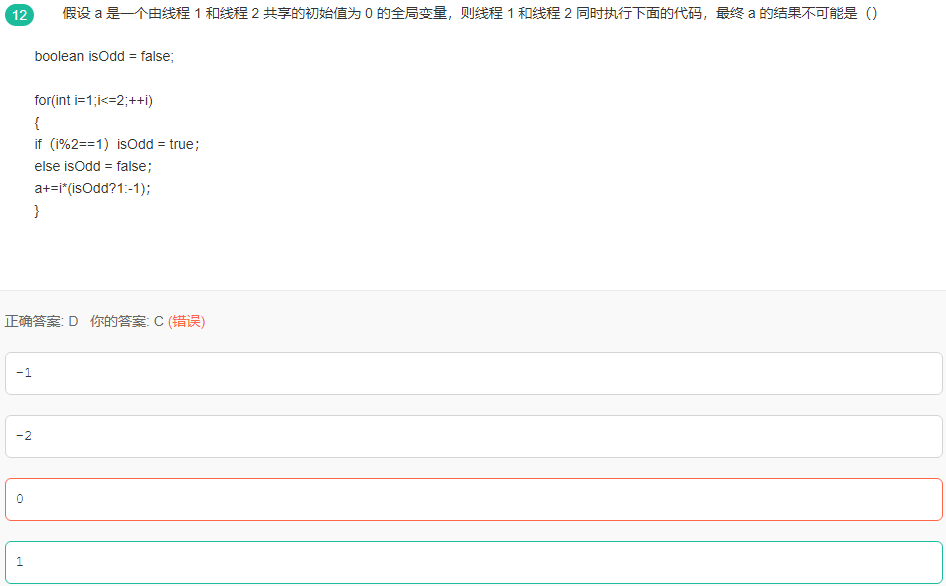 12 假设 a 是一个由线程 1 和线程 2 共享的初始值为 0 的全局变量，则线程 1 和线程 2 同时执行下面的代码，最终 a 的结果不可能是（）
boolean isOdd = false;
for(int i=1;i<=2;++i)
{
if（i%2==1）isOdd = true；
else isOdd = false；
a+=i*(isOdd?1:-1)；
}
正确答案: D 你的答案: C (错误)
-1
-2
0
1